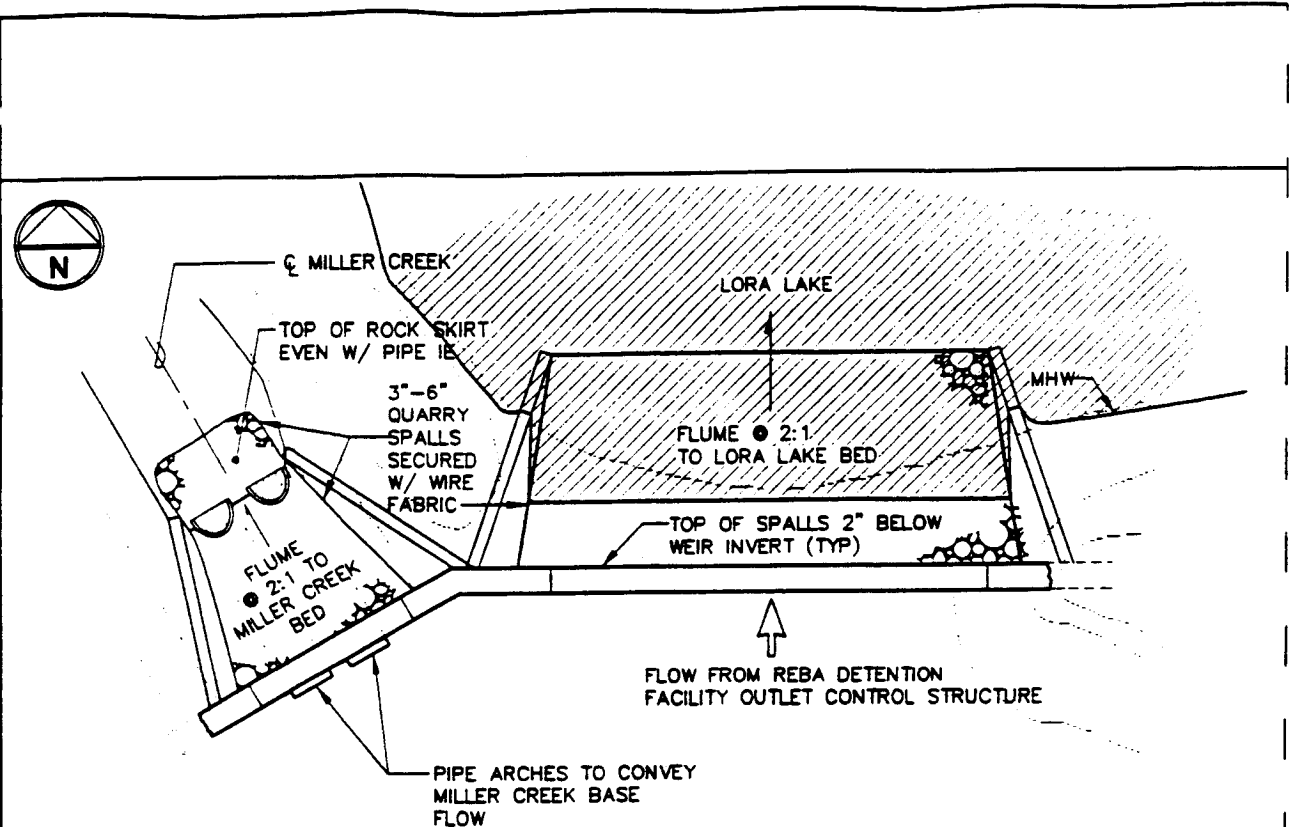 N
℄ MILLER CREEK
TOP OF ROCK SKIRT
EVEN W/ PIPE IE
3"-6"
QUARRY
SPALLS
SECURED
W/ WIRE
FABRIC
LORA LAKE
MHW
FLUME @ 2:1
TO LORA LAKE BED
TOP OF SPALLS 2" BELOW
WEIR INVERT (TYP)
FLUME
@ 2:1 TO
MILLER CREEK
BED
FLOW FROM REBA DETENTION
FACILITY OUTLET CONTROL STRUCTURE
PIPE ARCHES TO CONVEY
MILLER CREEK BASE
FLOW